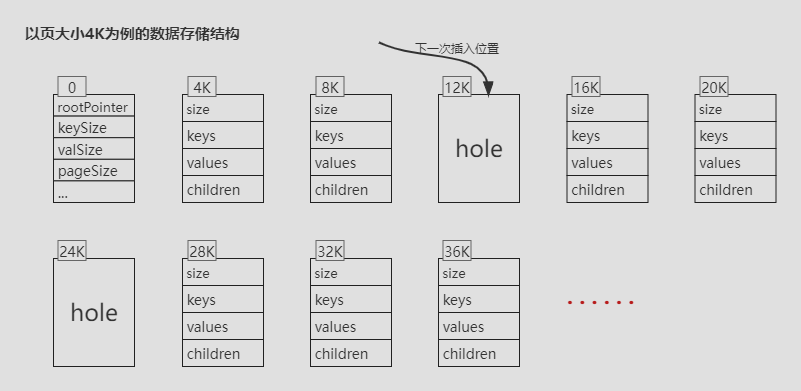 以页大小4K为例的数据存储结构
下一次插入位置
0
rootPointer
keySize
valSize
pageSize
...
4K
size
keys
values
children
8K
size
keys
values
children
12K
hole
16K
size
keys
values
children
20K
size
keys
values
children
24K
hole
28K
size
keys
values
children
32K
size
keys
values
children
36K
size
keys
values
children
......